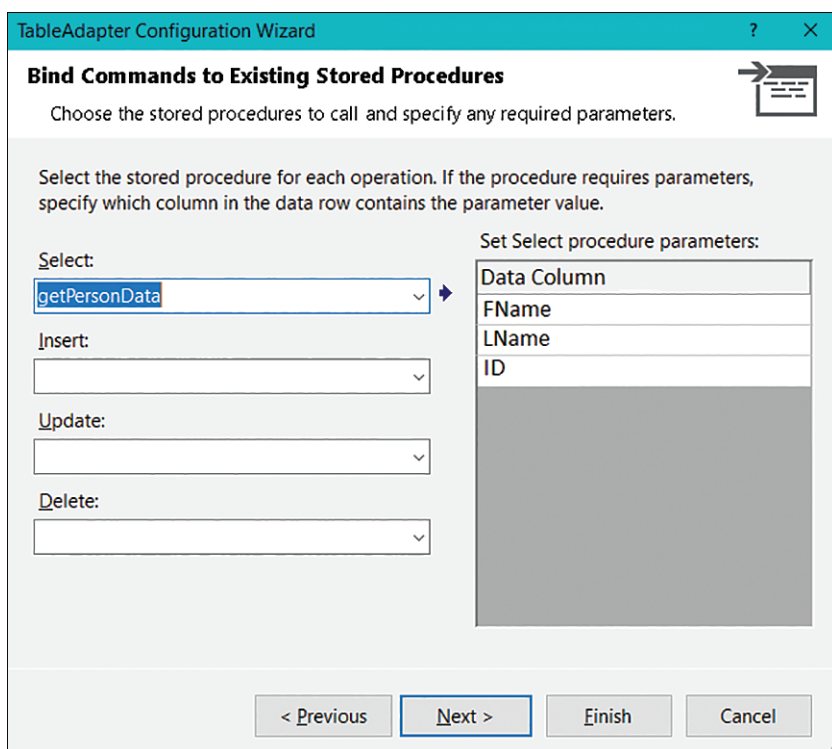 TableAdapter Configuration Wizard ? ×
Bind Commands to Existing Stored Procedures
Choose the stored procedures to call and specify any required parameters.
Select the stored procedure for each operation. If the procedure requires parameters,
specify which column in the data row contains the parameter value.
Select:
getPersonData
Insert:
Update:
Delete:
Set Select procedure parameters:
Data Column
FName
LName
ID
< Previous
Next >
Finish
Cancel